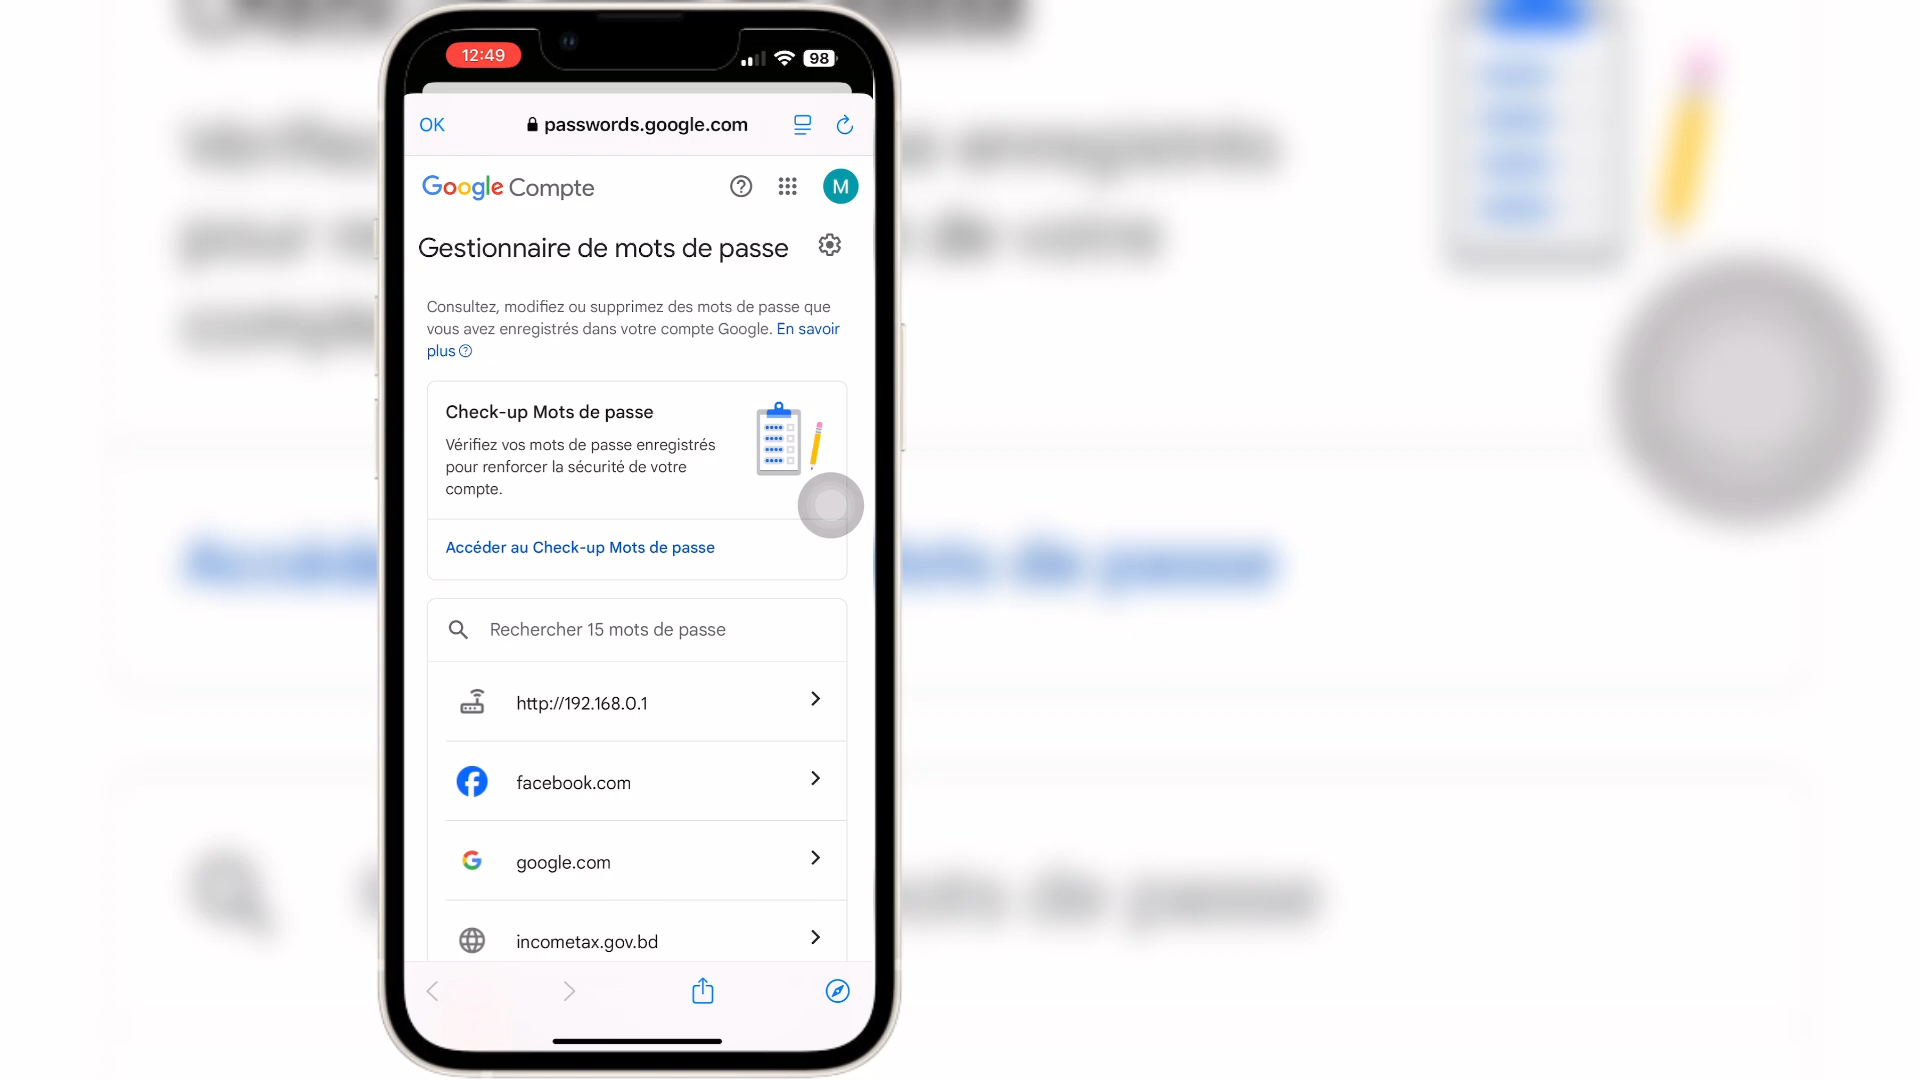 12:49
98
OK
passwords.google.com
Google Compte
M
Gestionnaire de mots de passe
Consultez, modifiez ou supprimez des mots de passe que
vous avez enregistrés dans votre compte Google. En savoir
plus
Check-up Mots de passe
Vérifiez vos mots de passe enregistrés
pour renforcer la sécurité de votre
compte.
Accéder au Check-up Mots de passe
Rechercher 15 mots de passe
http://192.168.0.1
facebook.com
google.com
incometax.gov.bd